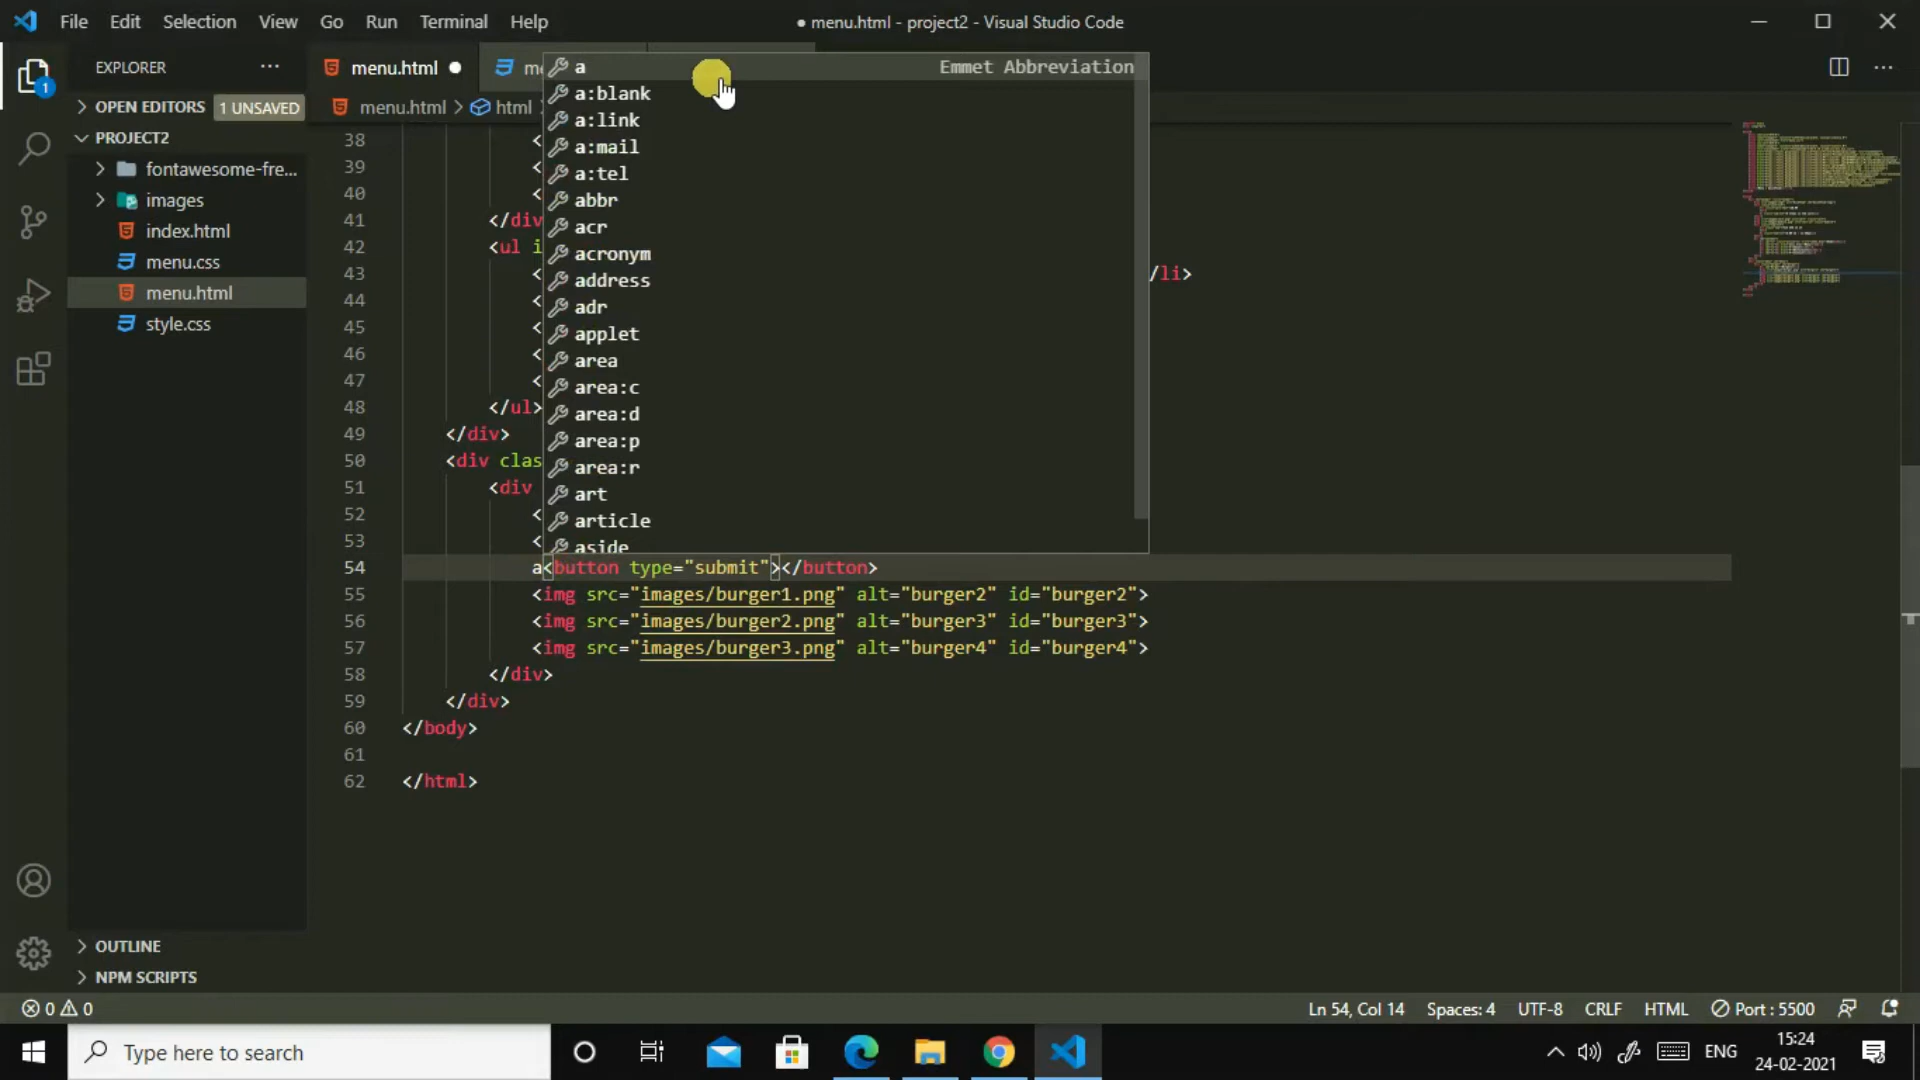 File Edit Selection View Go Run Terminal Help
● menu.html - project2 - Visual Studio Code
EXPLORER ···
menu.html ●
me
OPEN EDITORS 1 UNSAVED
menu.html > html
PROJECT2
fontawesome-fre...
images
index.html
menu.css
menu.html
style.css
1
a Emmet Abbreviation
a:blank
a:link
a:mail
a:tel
abbr
acr
acronym
address
adr
applet
area
area:c
area:d
area:p
area:r
art
article
aside
38 <
39 <
40 <
41 </div
42 <ul i
43 < /li>
44 <
45 <
46 <
47 <
48 </ul>
49 </div>
50 <div clas
51 <div
52 <
53 <
54 a<button type="submit"></button>
55 <img src="images/burger1.png" alt="burger2" id="burger2">
56 <img src="images/burger2.png" alt="burger3" id="burger3">
57 <img src="images/burger3.png" alt="burger4" id="burger4">
58 </div>
59 </div>
60 </body>
61
62 </html>
OUTLINE
NPM SCRIPTS
0 0
Ln 54, Col 14 Spaces: 4 UTF-8 CRLF HTML Port : 5500
Type here to search
ENG
15:24
24-02-2021